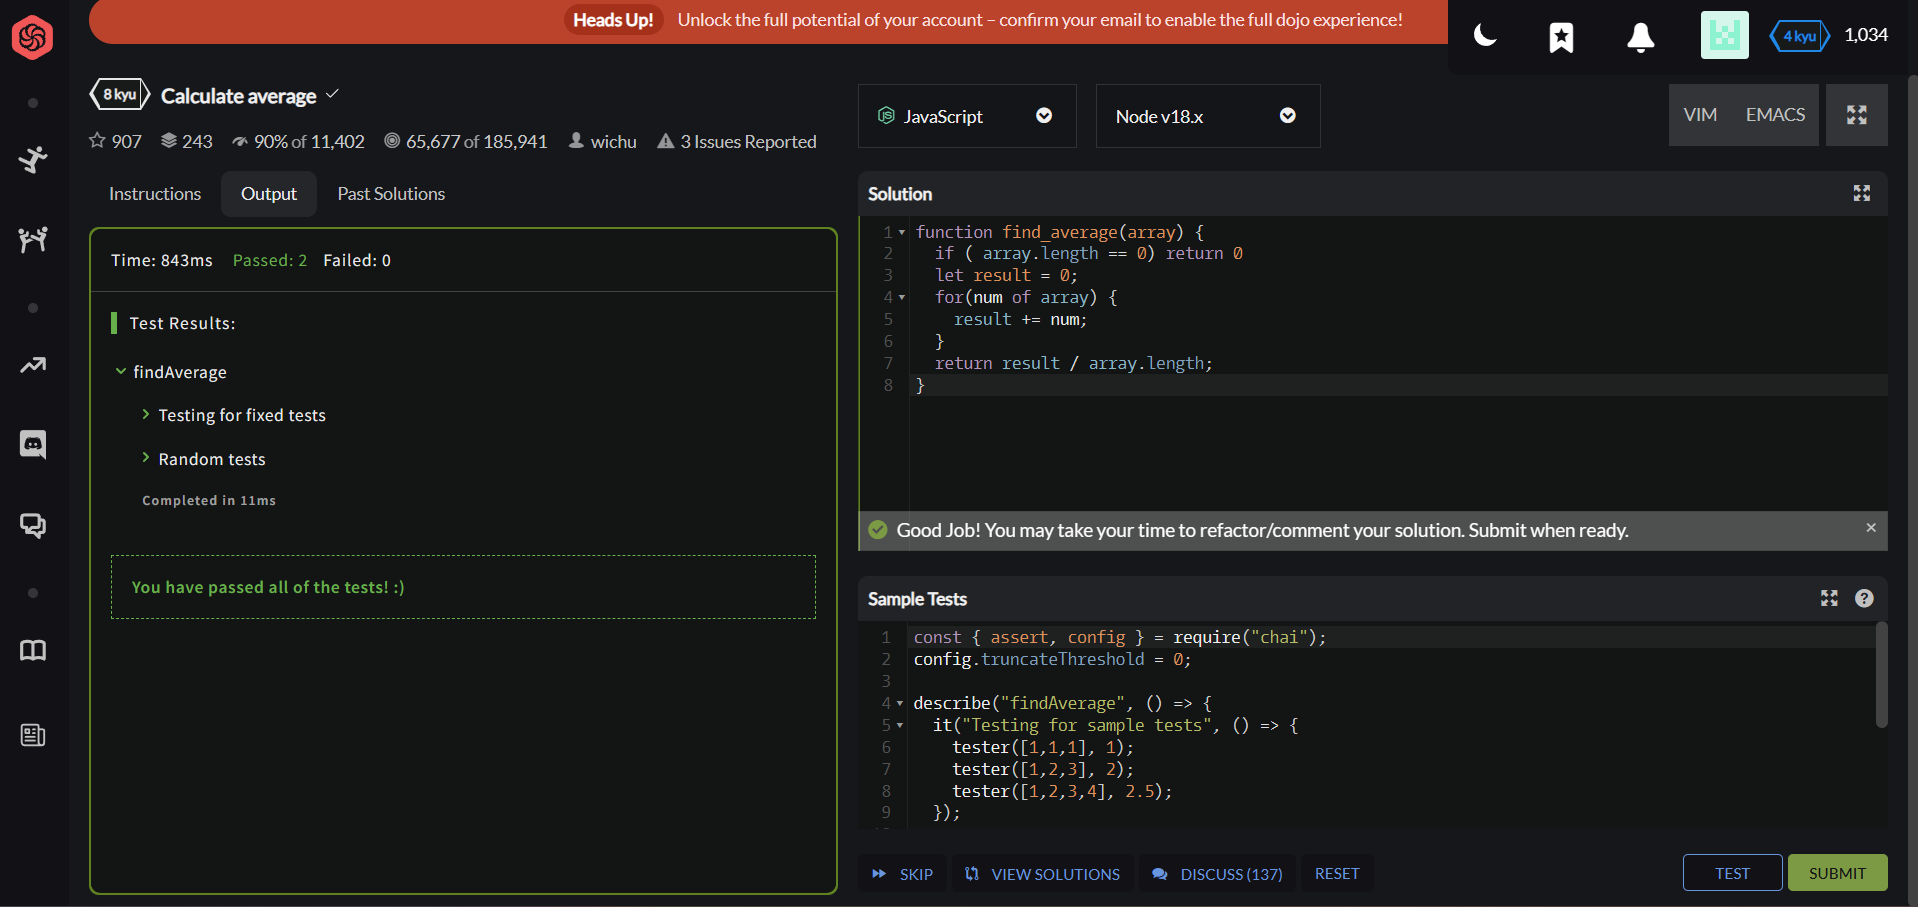 Heads Up! Unlock the full potential of your account – confirm your email to enable the full dojo experience!
4 kyu 1,034
8 kyu Calculate average
907 243 90% of 11,402 65,677 of 185,941 wichu 3 Issues Reported
Instructions Output Past Solutions
Time: 843ms Passed: 2 Failed: 0
Test Results:
findAverage
Testing for fixed tests
Random tests
Completed in 11ms
You have passed all of the tests! :)
JavaScript Node v18.x VIM EMACS
Solution
1 function find_average(array) {
2 if ( array.length == 0) return 0
3 let result = 0;
4 for(num of array) {
5 result += num;
6 }
7 return result / array.length;
8 }
Good Job! You may take your time to refactor/comment your solution. Submit when ready.
Sample Tests
1 const { assert, config } = require("chai");
2 config.truncateThreshold = 0;
3
4 describe("findAverage", () => {
5 it("Testing for sample tests", () => {
6 tester([1,1,1], 1);
7 tester([1,2,3], 2);
8 tester([1,2,3,4], 2.5);
9 });
SKIP VIEW SOLUTIONS DISCUSS (137) RESET TEST SUBMIT